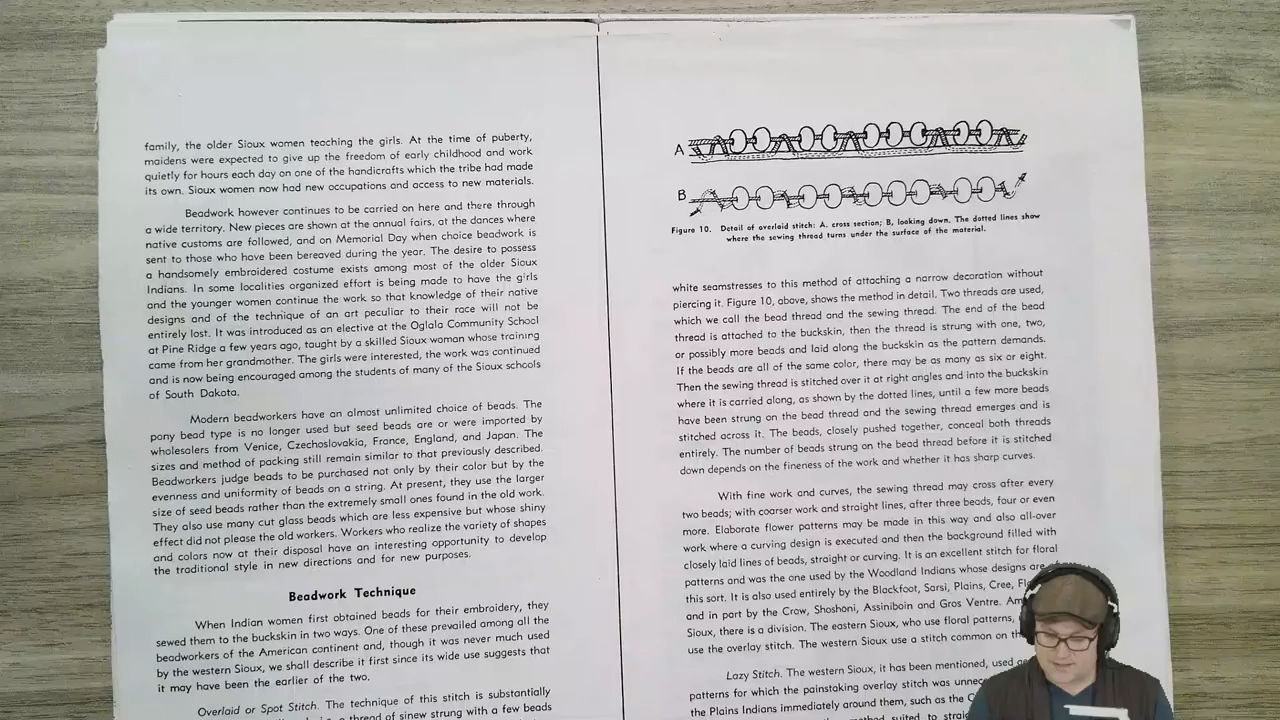 family, the older Sioux women teaching the girls. At the time of puberty,
maidens were expected to give up the freedom of early childhood and work
quietly for hours each day on one of the handicrafts which the tribe had made
its own. Sioux women now had new occupations and access to new materials.
Beadwork however continues to be carried on here and there through
a wide territory. New pieces are shown at the annual fairs, at the dances where
native customs are followed, and on Memorial Day when choice beadwork is
sent to those who have been bereaved during the year. The desire to possess
a handsomely embroidered costume exists among most of the older Sioux
Indians. In some localities organized effort is being made to have the girls
and the younger women continue the work so that knowledge of their native
designs and of the technique of an art peculiar to their race will not be
entirely lost. It was introduced as an elective at the Oglala Community School
at Pine Ridge a few years ago, taught by a skilled Sioux woman whose training
came from her grandmother. The girls were interested, the work was continued
and is now being encouraged among the students of many of the Sioux schools
of South Dakota.
Modern beadworkers have an almost unlimited choice of beads. The
pony bead type is no longer used but seed beads are or were imported by
wholesalers from Venice, Czechoslovakia, France, England, and Japan. The
sizes and method of packing still remain similar to that previously described.
Beadworkers judge beads to be purchased not only by their color but by the
evenness and uniformity of beads on a string. At present, they use the larger
size of seed beads rather than the extremely small ones found in the old work.
They also use many cut glass beads which are less expensive but whose shiny
effect did not please the old workers. Workers who realize the variety of shapes
and colors now at their disposal have an interesting opportunity to develop
the traditional style in new directions and for new purposes.
Beadwork Technique
When Indian women first obtained beads for their embroidery, they
sewed them to the buckskin in two ways. One of these prevailed among all the
beadworkers of the American continent and, though it was never much used
by the western Sioux, we shall describe it first since its wide use suggests that
it may have been the earlier of the two.
Overlaid or Spot Stitch. The technique of this stitch is substantially
a thread of sinew strung with a few beads
A
B
Figure 10. Detail of overlaid stitch: A, cross section; B, looking down. The dotted lines show
where the sewing thread turns under the surface of the material.
white seamstresses to this method of attaching a narrow decoration without
piercing it. Figure 10, above, shows the method in detail. Two threads are used,
which we call the bead thread and the sewing thread. The end of the bead
thread is attached to the buckskin, then the thread is strung with one, two,
or possibly more beads and laid along the buckskin as the pattern demands.
If the beads are all of the same color, there may be as many as six or eight.
Then the sewing thread is stitched over it at right angles and into the buckskin
where it is carried along, as shown by the dotted lines, until a few more beads
have been strung on the bead thread and the sewing thread emerges and is
stitched across it. The beads, closely pushed together, conceal both threads
entirely. The number of beads strung on the bead thread before it is stitched
down depends on the fineness of the work and whether it has sharp curves.
With fine work and curves, the sewing thread may cross after every
two beads; with coarser work and straight lines, after three beads, four or even
more. Elaborate flower patterns may be made in this way and also all-over
work where a curving design is executed and then the background filled with
closely laid lines of beads, straight or curving. It is an excellent stitch for floral
patterns and was the one used by the Woodland Indians whose designs are
this sort. It is also used entirely by the Blackfoot, Sarsi, Plains, Cree,
and in part by the Crow, Shoshoni, Assiniboin and Gros Ventre.
Sioux, there is a division. The eastern Sioux, who use floral patterns,
use the overlay stitch. The western Sioux use a stitch common on
Lazy Stitch. The western Sioux, it has been mentioned, used
patterns for which the painstaking overlay stitch was
the Plains Indians immediately around them, such as the
method suited to